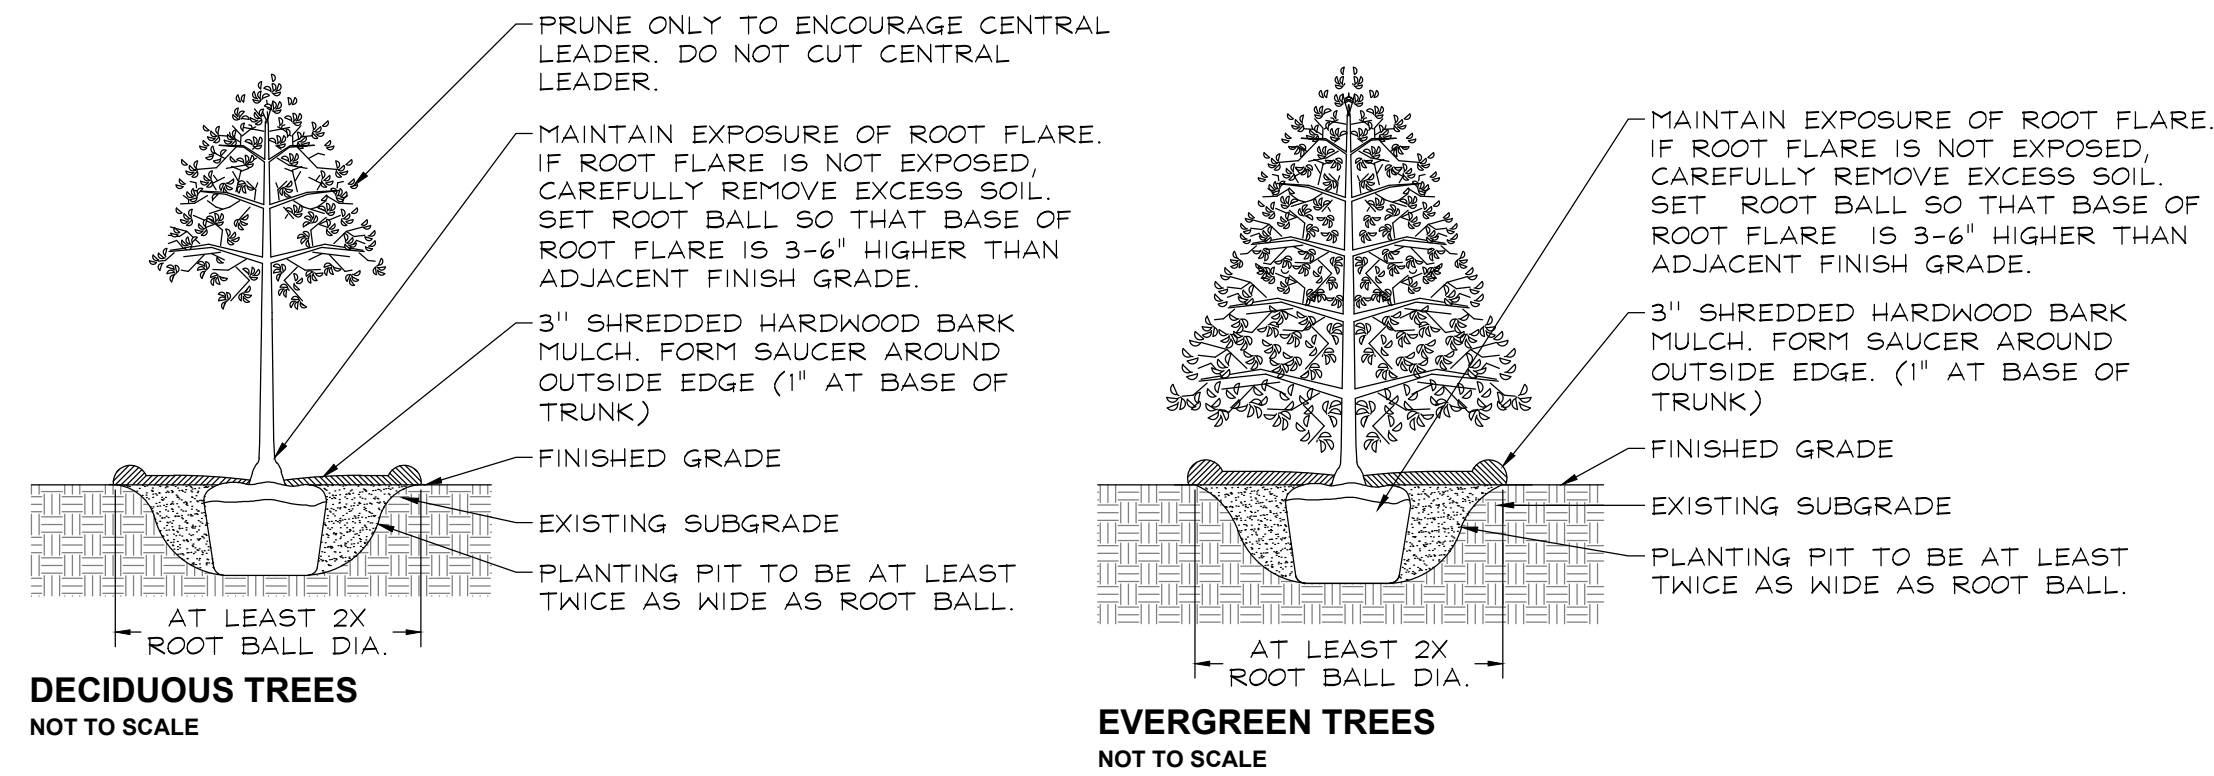 PRUNE ONLY TO ENCOURAGE CENTRAL
LEADER. DO NOT CUT CENTRAL
LEADER.
MAINTAIN EXPOSURE OF ROOT FLARE.
IF ROOT FLARE IS NOT EXPOSED,
CAREFULLY REMOVE EXCESS SOIL.
SET ROOT BALL SO THAT BASE OF
ROOT FLARE IS 3-6" HIGHER THAN
ADJACENT FINISH GRADE.
3" SHREDDED HARDWOOD BARK
MULCH. FORM SAUCER AROUND
OUTSIDE EDGE (1" AT BASE OF
TRUNK)
FINISHED GRADE
EXISTING SUBGRADE
PLANTING PIT TO BE AT LEAST
TWICE AS WIDE AS ROOT BALL.
AT LEAST 2X
ROOT BALL DIA.
DECIDUOUS TREES
NOT TO SCALE
MAINTAIN EXPOSURE OF ROOT FLARE.
IF ROOT FLARE IS NOT EXPOSED,
CAREFULLY REMOVE EXCESS SOIL.
SET ROOT BALL SO THAT BASE OF
ROOT FLARE IS 3-6" HIGHER THAN
ADJACENT FINISH GRADE.
3" SHREDDED HARDWOOD BARK
MULCH. FORM SAUCER AROUND
OUTSIDE EDGE. (1" AT BASE OF
TRUNK)
FINISHED GRADE
EXISTING SUBGRADE
PLANTING PIT TO BE AT LEAST
TWICE AS WIDE AS ROOT BALL.
AT LEAST 2X
ROOT BALL DIA.
EVERGREEN TREES
NOT TO SCALE